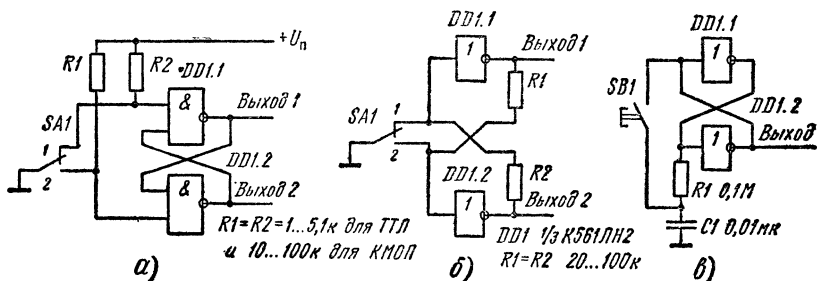 +Uп
R1
R2
DD1.1
&
Выход 1
SA1
1
2
DD1.2
&
Выход 2
R1=R2=1...5,1к для ТТЛ
и 10...100к для КМОП
а)
DD1.1
1
Выход 1
R1
SA1
1
2
DD1.2
1
R2
Выход 2
DD1 1/3 К561ЛН2
R1=R2 20...100к
б)
DD1.1
1
SB1
DD1.2
1
Выход
R1 0,1М
C1 0,01мк
в)